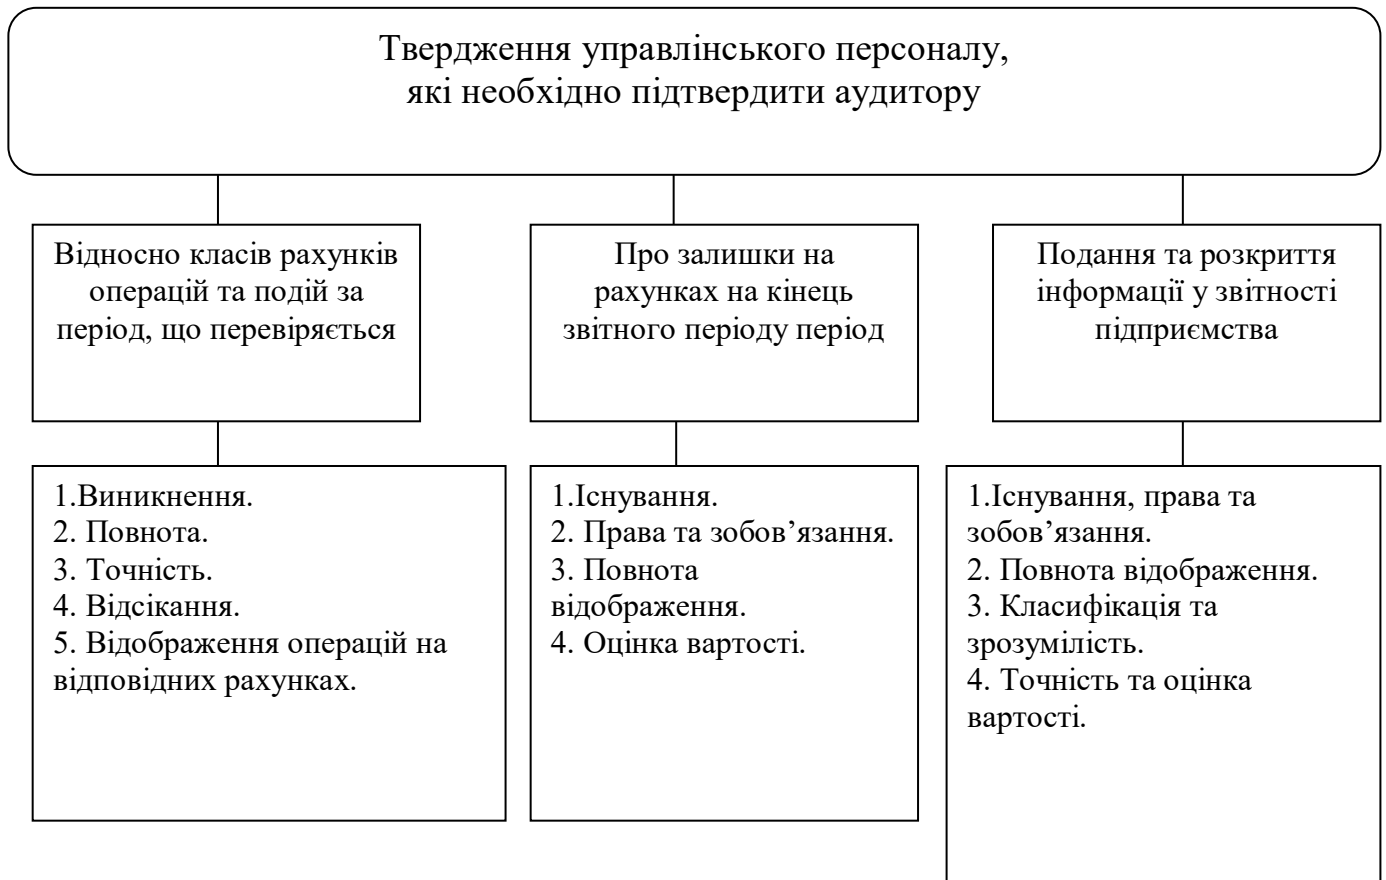 Твердження управлінського персоналу,
які необхідно підтвердити аудитору
Відносно класів рахунків
операцій та подій за
період, що перевіряється
Про залишки на
рахунках на кінець
звітного періоду період
Подання та розкриття
інформації у звітності
підприємства
1.Виникнення.
2. Повнота.
3. Точність.
4. Відсікання.
5. Відображення операцій на
відповідних рахунках.
1.Існування.
2. Права та зобов’язання.
3. Повнота
відображення.
4. Оцінка вартості.
1.Існування, права та
зобов’язання.
2. Повнота відображення.
3. Класифікація та
зрозумілість.
4. Точність та оцінка
вартості.